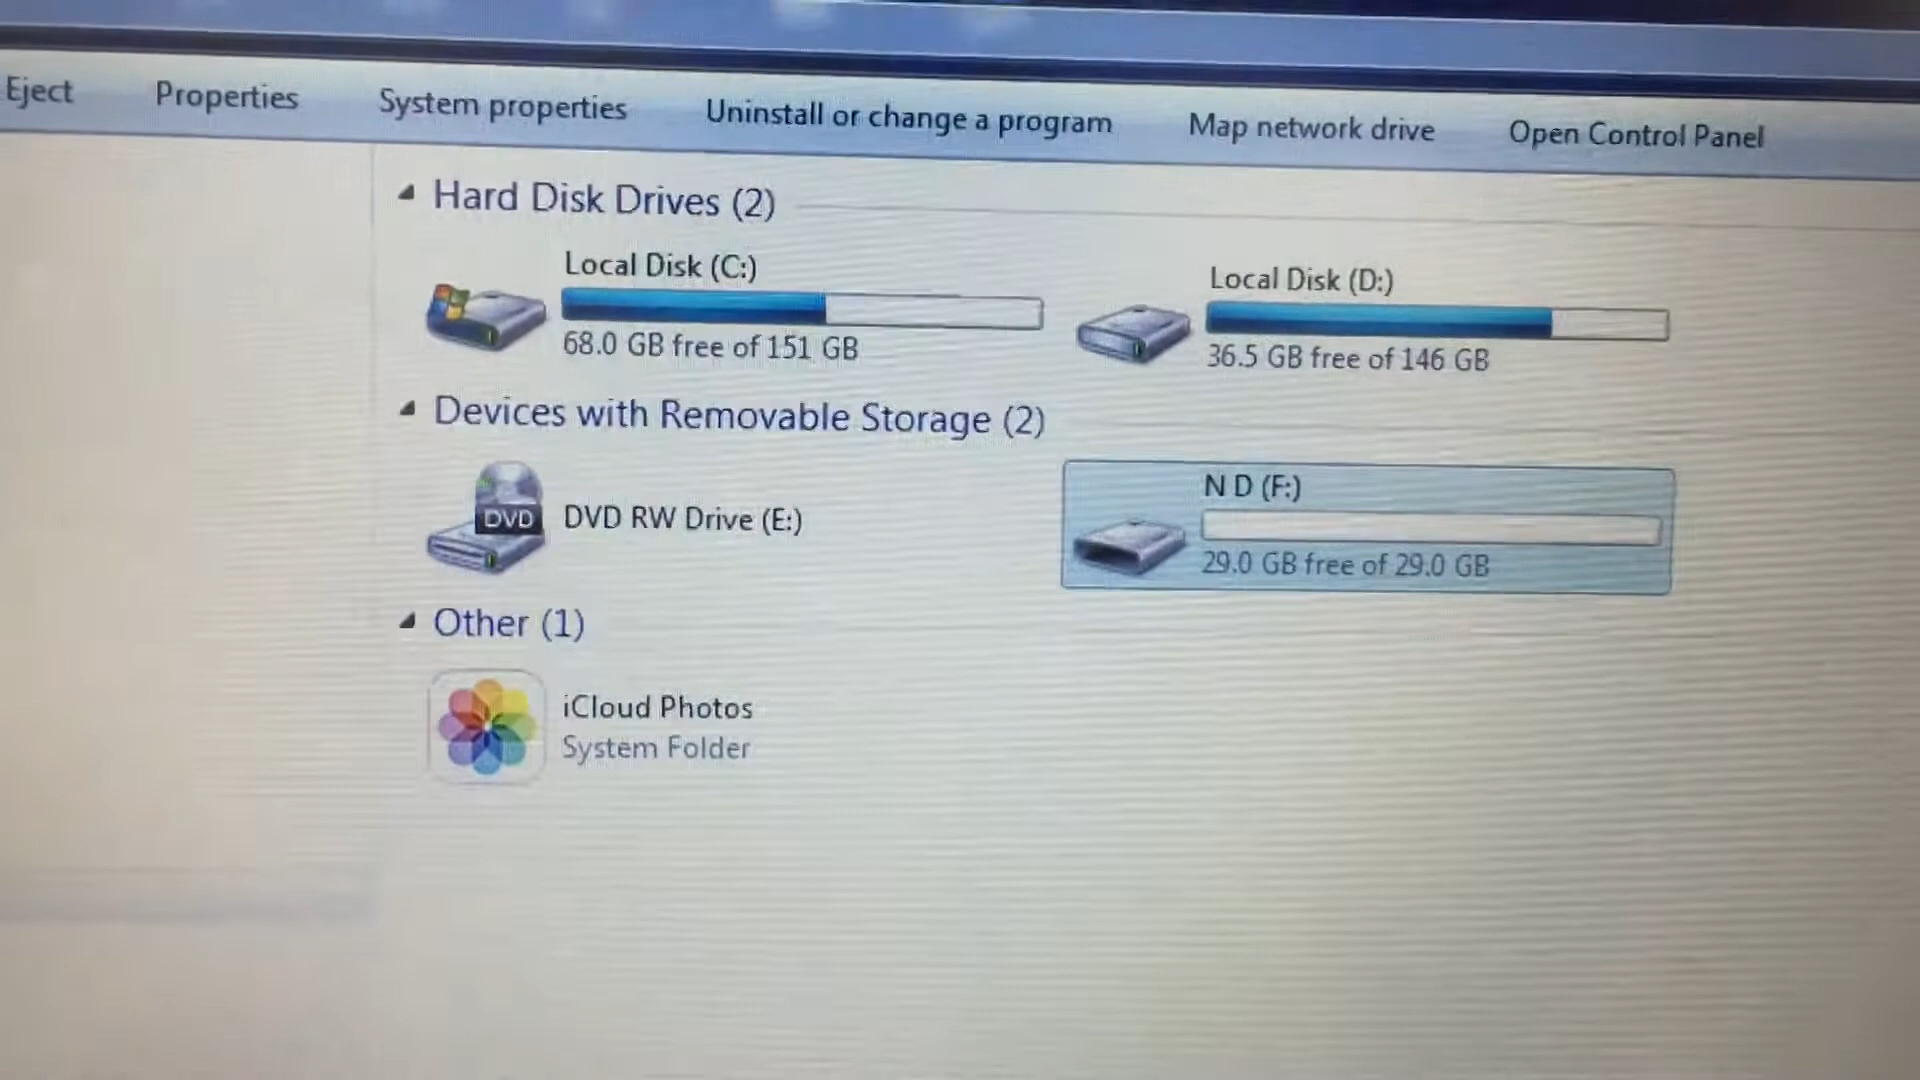 Eject Properties System properties Uninstall or change a program Map network drive Open Control Panel
Hard Disk Drives (2)
Local Disk (C:)
68.0 GB free of 151 GB
Local Disk (D:)
36.5 GB free of 146 GB
Devices with Removable Storage (2)
DVD
DVD RW Drive (E:)
N D (F:)
29.0 GB free of 29.0 GB
Other (1)
iCloud Photos
System Folder